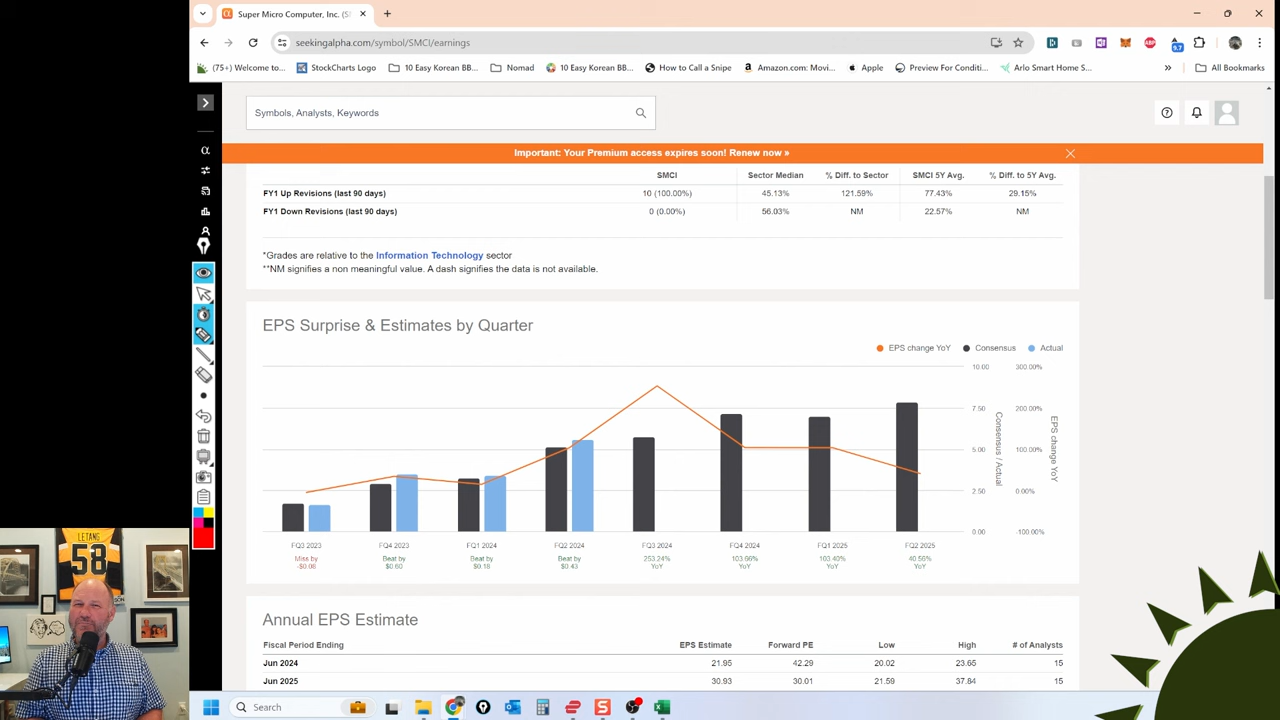 Super Micro Computer, Inc. (S
seekingalpha.com/symbol/SMCI/earnings
(75+) Welcome to... StockCharts Logo 10 Easy Korean BB... Nomad 10 Easy Korean BB... How to Call a Snipe Amazon.com: Movi... Apple Preview For Conditi... Arlo Smart Home S... » All Bookmarks
9.7
ABP
Symbols, Analysts, Keywords
Important: Your Premium access expires soon! Renew now »
SMCI Sector Median % Diff. to Sector SMCI 5Y Avg. % Diff. to 5Y Avg.
FY1 Up Revisions (last 90 days) 10 (100.00%) 45.13% 121.59% 77.43% 29.15%
FY1 Down Revisions (last 90 days) 0 (0.00%) 56.03% NM 22.57% NM
*Grades are relative to the Information Technology sector
**NM signifies a non meaningful value. A dash signifies the data is not available.
EPS Surprise & Estimates by Quarter
EPS change YoY Consensus Actual
10.00 300.00%
7.50 200.00%
5.00 100.00%
2.50 0.00%
0.00 -100.00%
Consensus / Actual
EPS change YoY
FQ3 2023 FQ4 2023 FQ1 2024 FQ2 2024 FQ3 2024 FQ4 2024 FQ1 2025 FQ2 2025
Miss by Beat by Beat by Beat by 253.24% 103.66% 103.40% 40.56%
-$0.06 $0.60 $0.18 $0.43 YoY YoY YoY YoY
Annual EPS Estimate
Fiscal Period Ending EPS Estimate Forward PE Low High # of Analysts
Jun 2024 21.95 42.29 20.02 23.65 15
Jun 2025 30.93 30.01 21.59 37.84 15
LETANG
58
Search